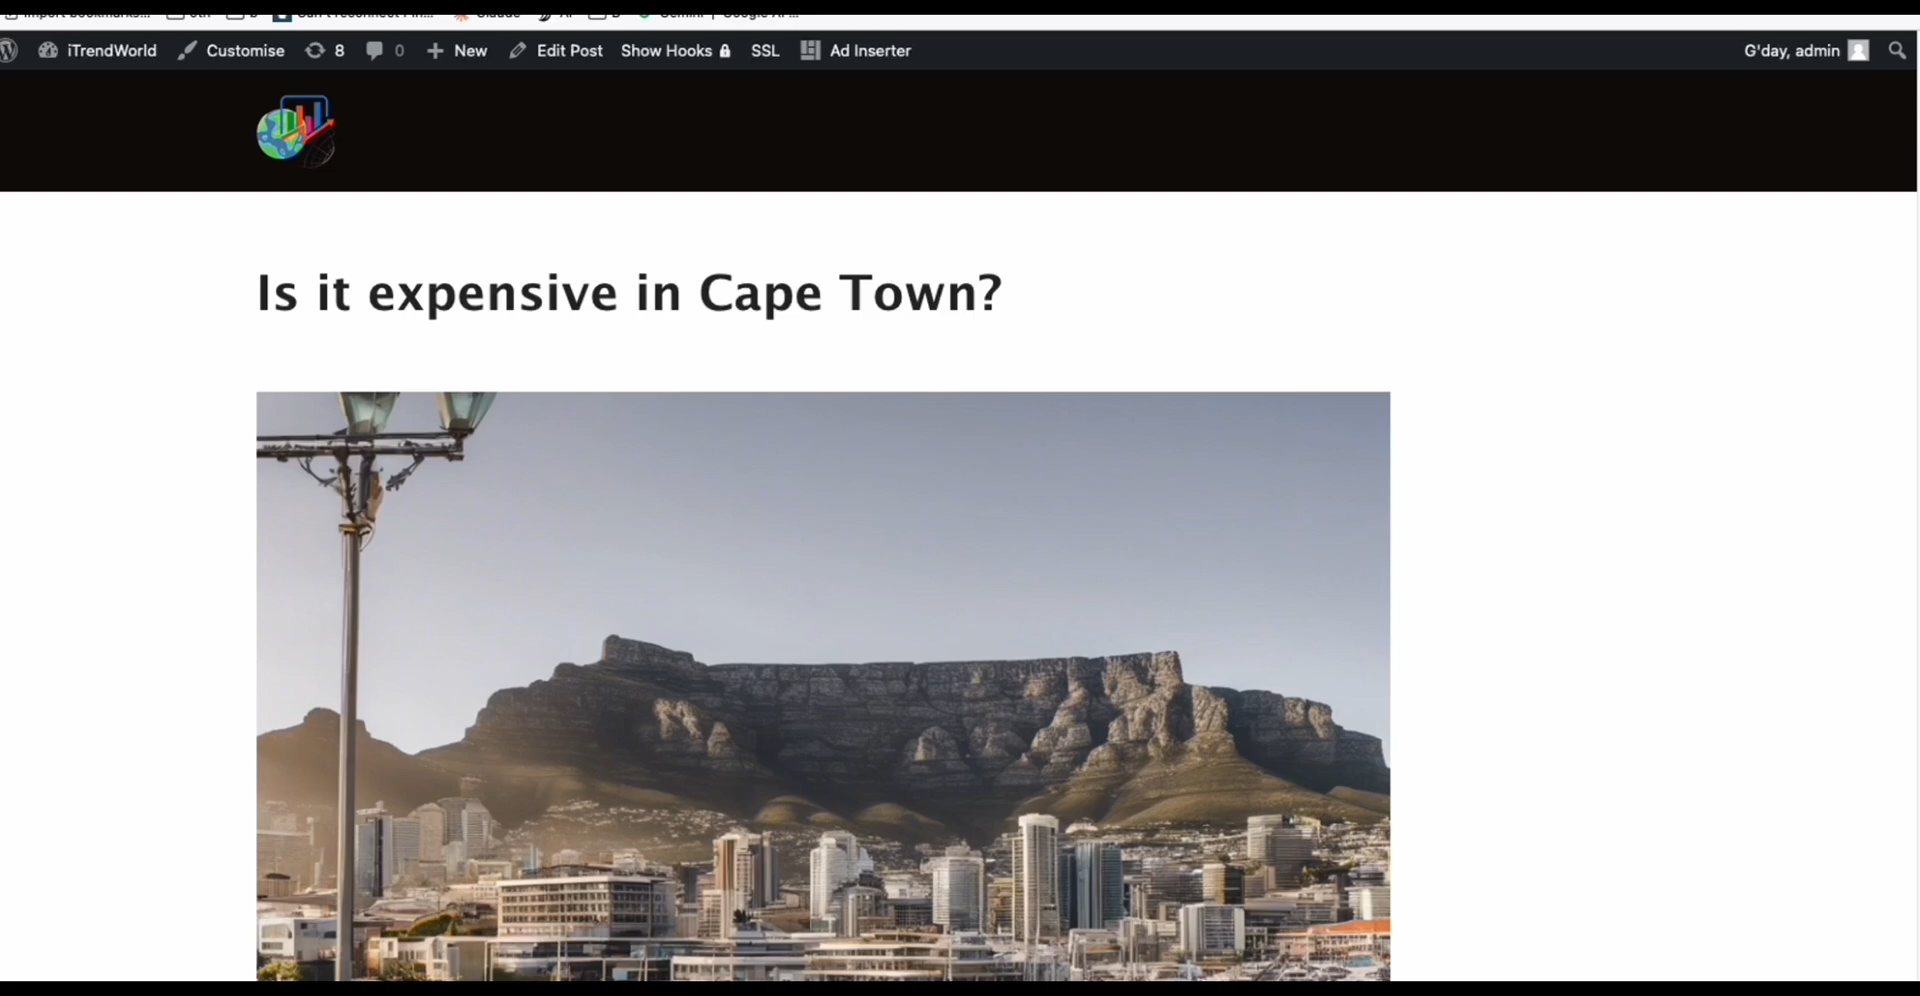 iTrendWorld Customise 8 0 New Edit Post Show Hooks SSL Ad Inserter G'day, admin
Is it expensive in Cape Town?